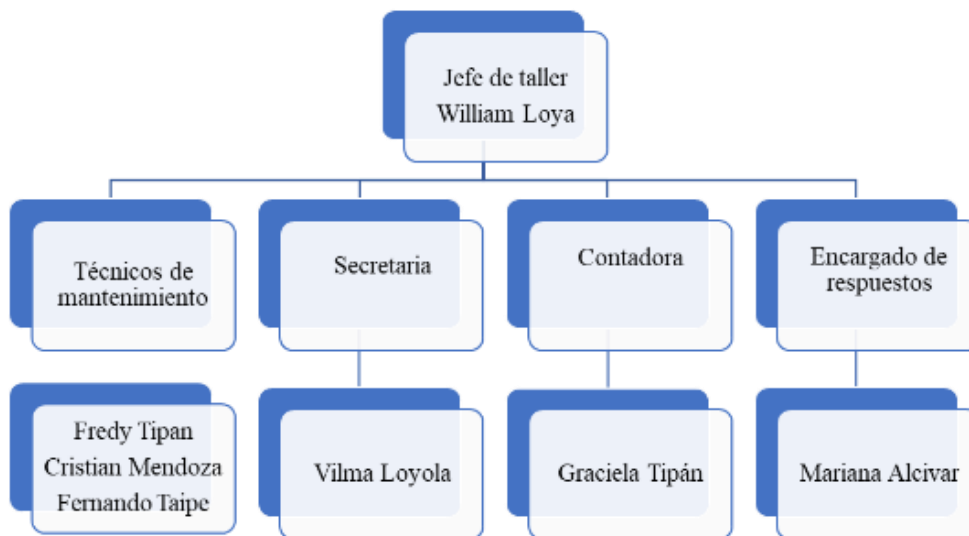 Jefe de taller
William Loya
Técnicos de
mantenimiento
Secretaria
Contadora
Encargado de
respuestos
Fredy Tipan
Cristian Mendoza
Fernando Taipe
Vilma Loyola
Graciela Tipán
Mariana Alcivar